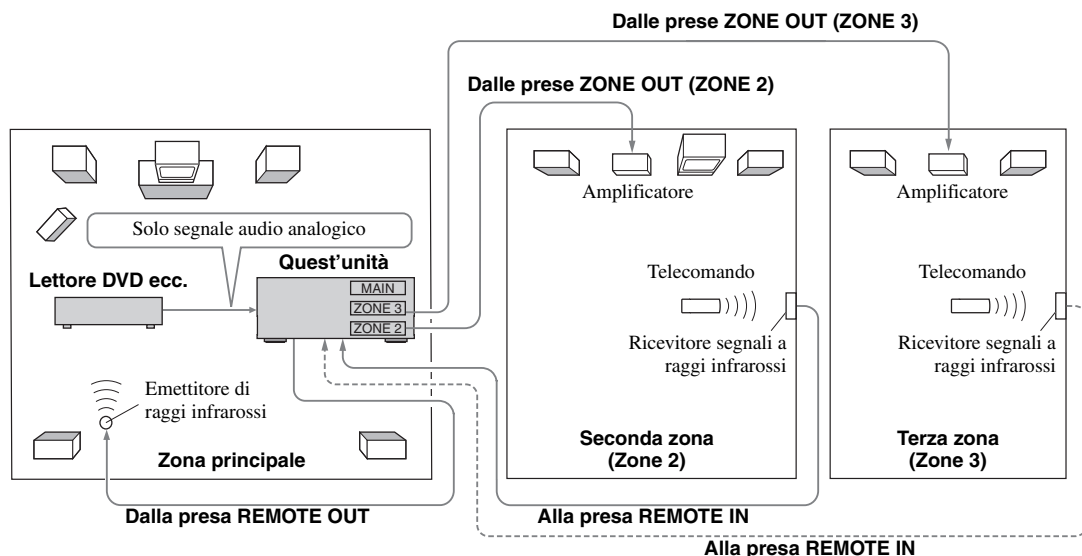 Dalle prese ZONE OUT (ZONE 3)
Dalle prese ZONE OUT (ZONE 2)
Amplificatore
Amplificatore
Solo segnale audio analogico
Quest'unità
Lettore DVD ecc.
MAIN
ZONE 3
ZONE 2
Telecomando
Telecomando
Ricevitore segnali a
raggi infrarossi
Ricevitore segnali a
raggi infrarossi
Emettitore di
raggi infrarossi
Zona principale
Seconda zona
(Zone 2)
Terza zona
(Zone 3)
Dalla presa REMOTE OUT
Alla presa REMOTE IN
Alla presa REMOTE IN